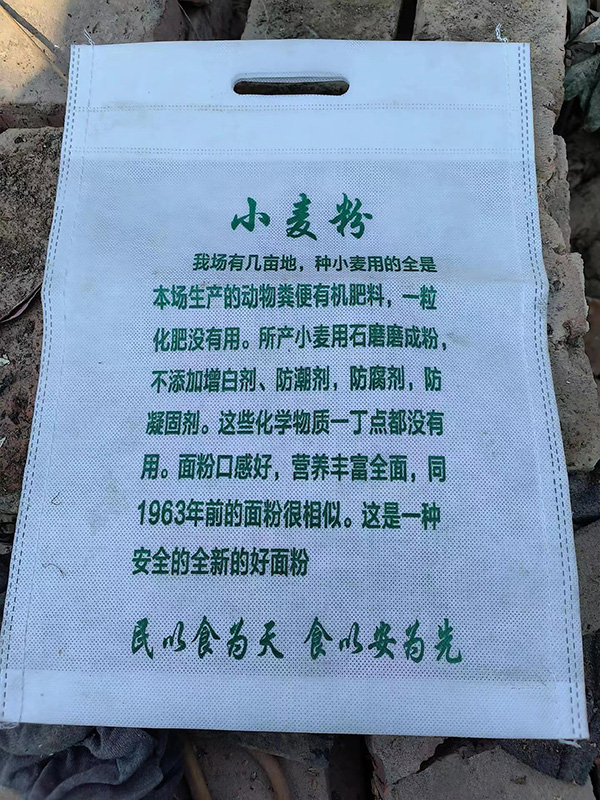 小麦粉
我场有几亩地，种小麦用的全是
本场生产的动物粪便有机肥料，一粒
化肥没有用。所产小麦用石磨磨成粉，
不添加增白剂、防潮剂，防腐剂，防
凝固剂。这些化学物质一丁点都没有
用。面粉口感好，营养丰富全面，同
1963年前的面粉很相似。这是一种
安全的全新的好面粉
民以食为天 食以安为先